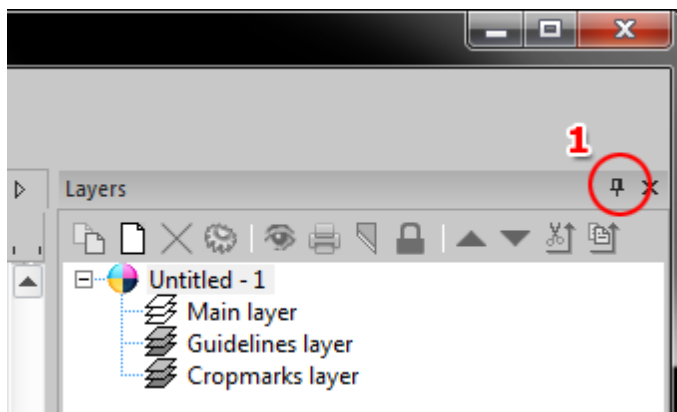 1
Layers
Untitled - 1
Main layer
Guidelines layer
Cropmarks layer